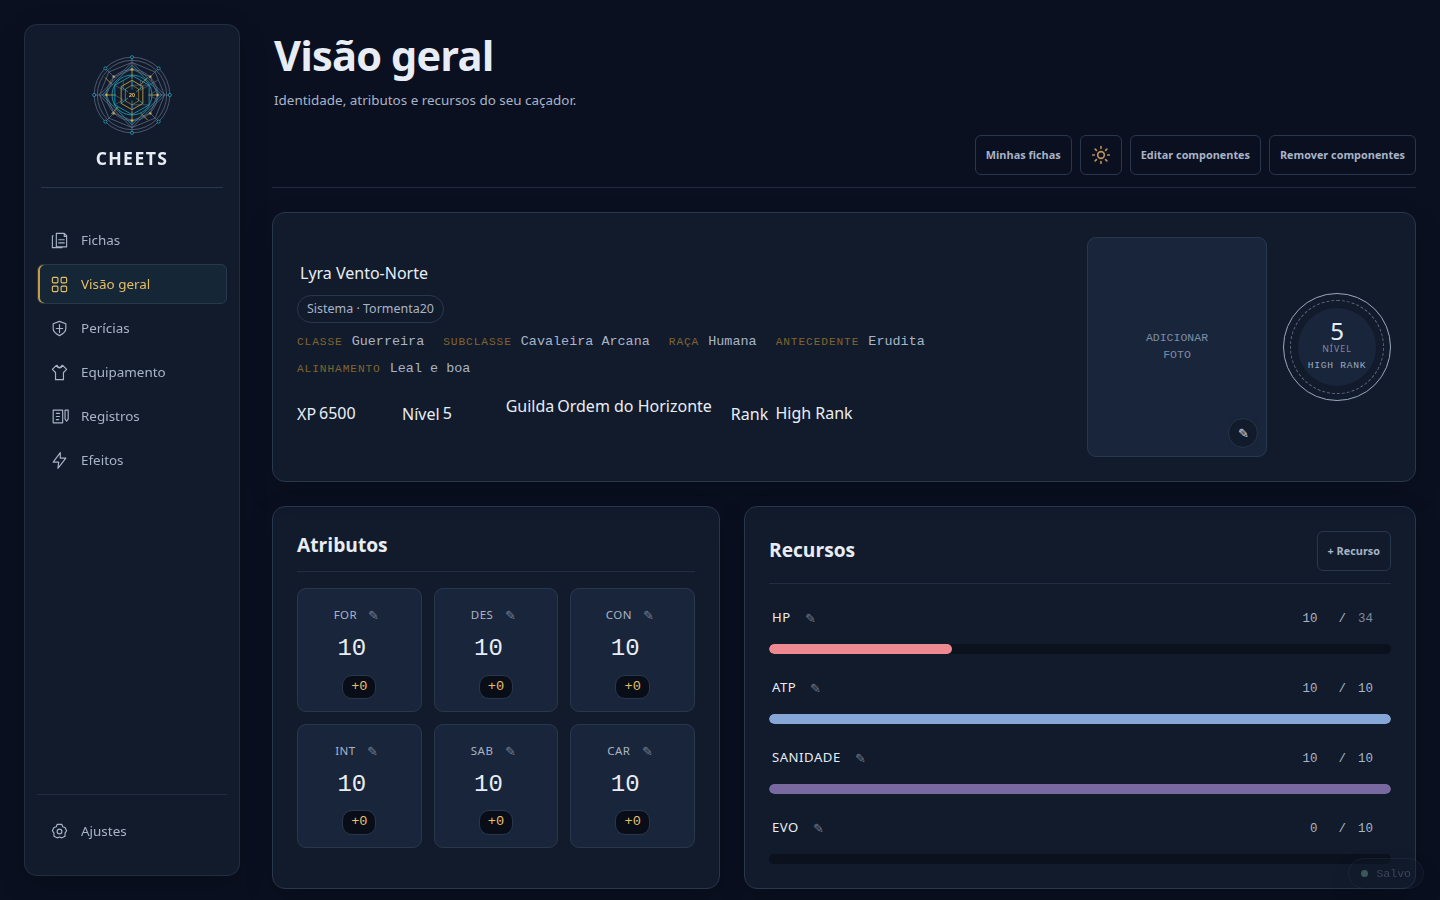 20
CHEETS
Fichas
Visão geral
Perícias
Equipamento
Registros
Efeitos
Ajustes
Visão geral
Identidade, atributos e recursos do seu caçador.
Minhas fichas
Editar componentes
Remover componentes
Lyra Vento-Norte
Sistema · Tormenta20
CLASSE Guerreira SUBCLASSE Cavaleira Arcana RAÇA Humana ANTECEDENTE Erudita
ALINHAMENTO Leal e boa
XP 6500 Nível 5 Guilda Ordem do Horizonte Rank High Rank
ADICIONAR
FOTO
5
NÍVEL
HIGH RANK
Atributos
FOR DES CON
10 10 10
+0 +0 +0
INT SAB CAR
10 10 10
+0 +0 +0
Recursos
+ Recurso
HP 10 / 34
ATP 10 / 10
SANIDADE 10 / 10
EVO 0 / 10
Salvo